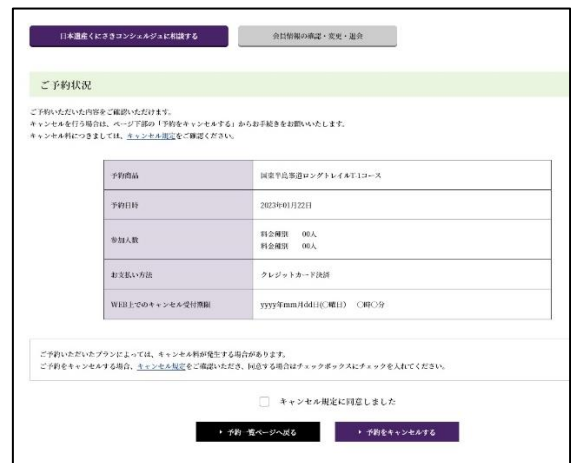 日本遺産くにさきコンシェルジュに相談する
会員情報の確認・変更・退会
ご予約状況
ご予約いただいた内容をご確認いただけます。
キャンセルを行う場合は、ページ下部の「予約をキャンセルする」からお手続きをお願いいたします。
キャンセル料につきましては、キャンセル規定をご確認ください。
予約商品 国東半島峯道ロングトレイルT-1コース
予約日時 2023年01月22日
参加人数 料金種別 00人
料金種別 00人
お支払い方法 クレジットカード決済
WEB上でのキャンセル受付期限 yyyy年mm月dd日(〇曜日) 〇時〇分
ご予約いただいたプランによっては、キャンセル料が発生する場合があります。
ご予約をキャンセルする場合、キャンセル規定をご確認いただき、同意する場合はチェックボックスにチェックを入れてください。
キャンセル規定に同意しました
予約一覧ページへ戻る
予約をキャンセルする